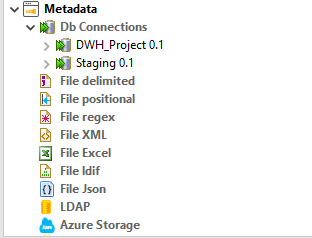 Metadata
Db Connections
DWH_Project 0.1
Staging 0.1
File delimited
File positional
File regex
File XML
File Excel
File ldif
File Json
LDAP
Azure Storage